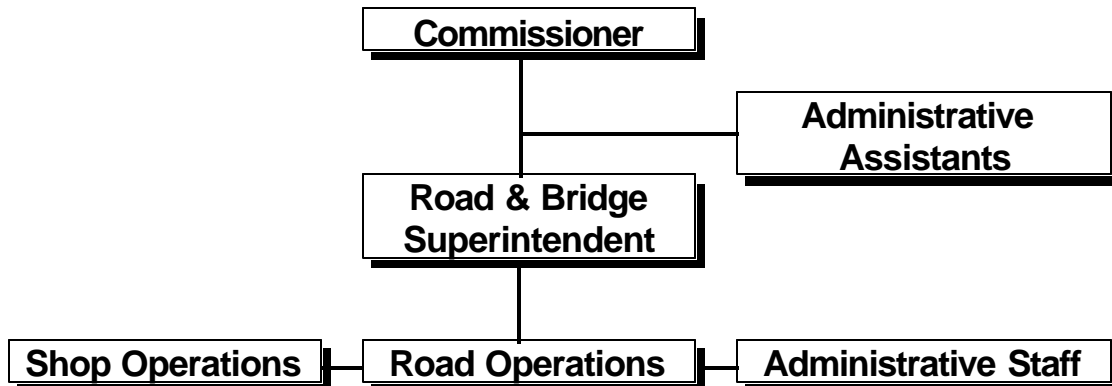 Commissioner
Administrative
Assistants
Road & Bridge
Superintendent
Shop Operations
Road Operations
Administrative Staff